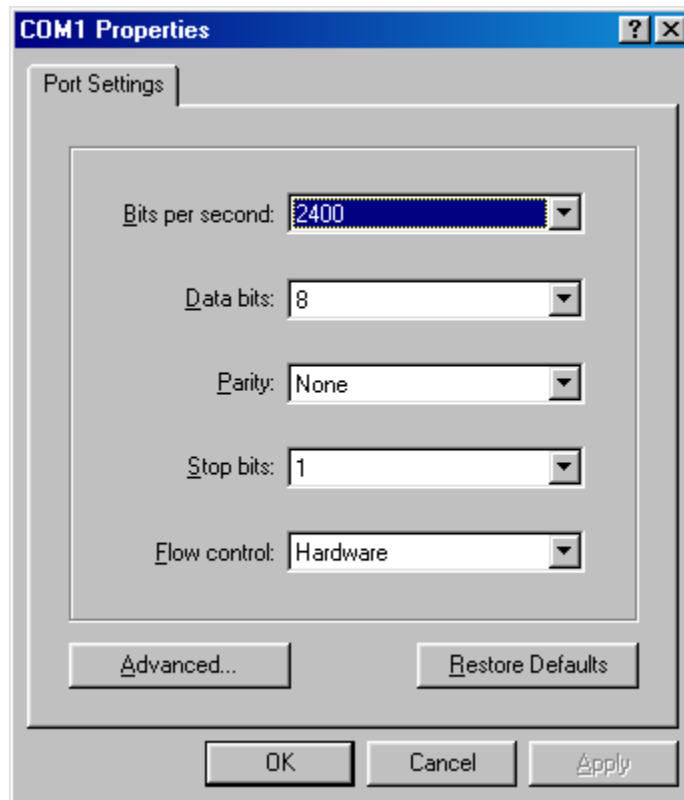 COM1 Properties
Port Settings
Bits per second: 2400
Data bits: 8
Parity: None
Stop bits: 1
Flow control: Hardware
Advanced... Restore Defaults
OK Cancel Apply